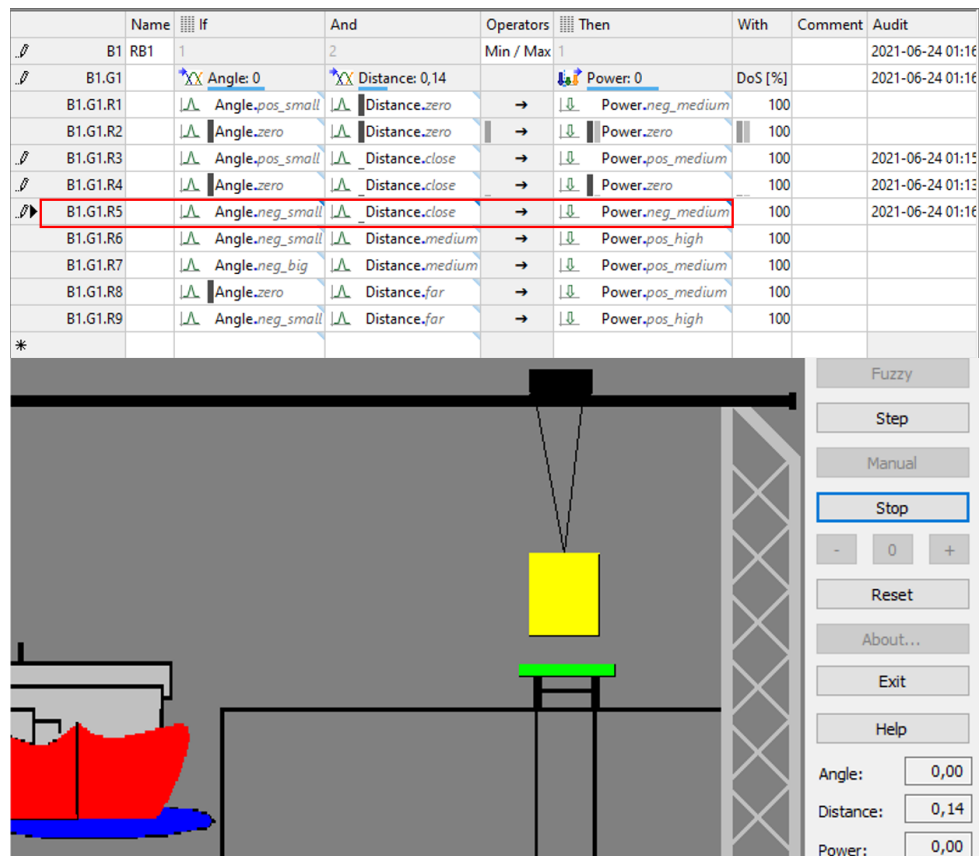 Name If And Operators Then With Comment Audit
B1 RB1 1 2 Min / Max 1 2021-06-24 01:16
B1.G1 Angle: 0 Distance: 0,14 Power: 0 DoS [%] 2021-06-24 01:16
B1.G1.R1 Angle.pos_small Distance.zero → Power.neg_medium 100
B1.G1.R2 Angle.zero Distance.zero → Power.zero 100
B1.G1.R3 Angle.pos_small Distance.close → Power.pos_medium 100 2021-06-24 01:15
B1.G1.R4 Angle.zero Distance.close → Power.zero 100 2021-06-24 01:13
B1.G1.R5 Angle.neg_small Distance.close → Power.neg_medium 100 2021-06-24 01:16
B1.G1.R6 Angle.neg_small Distance.medium → Power.pos_high 100
B1.G1.R7 Angle.neg_big Distance.medium → Power.pos_medium 100
B1.G1.R8 Angle.zero Distance.far → Power.pos_medium 100
B1.G1.R9 Angle.neg_small Distance.far → Power.pos_high 100
Fuzzy
Step
Manual
Stop
- 0 +
Reset
About...
Exit
Help
Angle: 0,00
Distance: 0,14
Power: 0,00